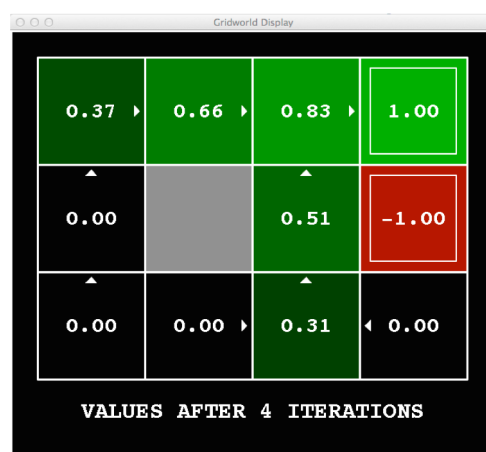 Gridworld Display
0.37 0.66 0.83 1.00
0.00 0.51 -1.00
0.00 0.00 0.31 0.00
VALUES AFTER 4 ITERATIONS